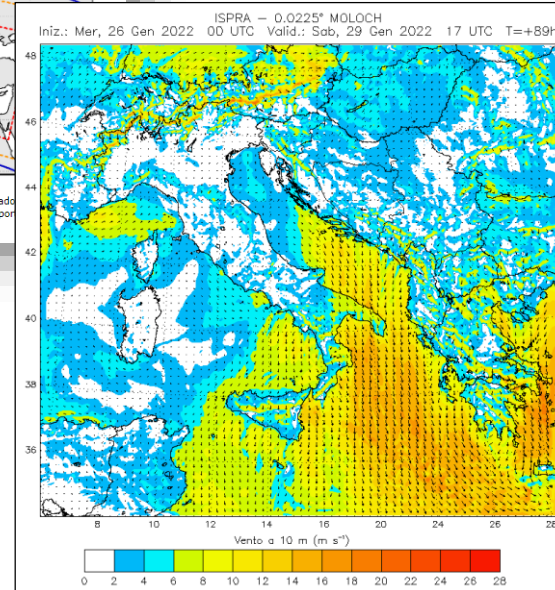 ISPRA – 0.0225° MOLOCH
Iniz.: Mer, 26 Gen 2022 00 UTC Valid.: Sab, 29 Gen 2022 17 UTC T=+89h
48
46
44
42
40
38
36
8 10 12 14 16 18 20 22 24 26 28
Vento a 10 m (m s⁻¹)
0 2 4 6 8 10 12 14 16 18 20 22 24 26 28